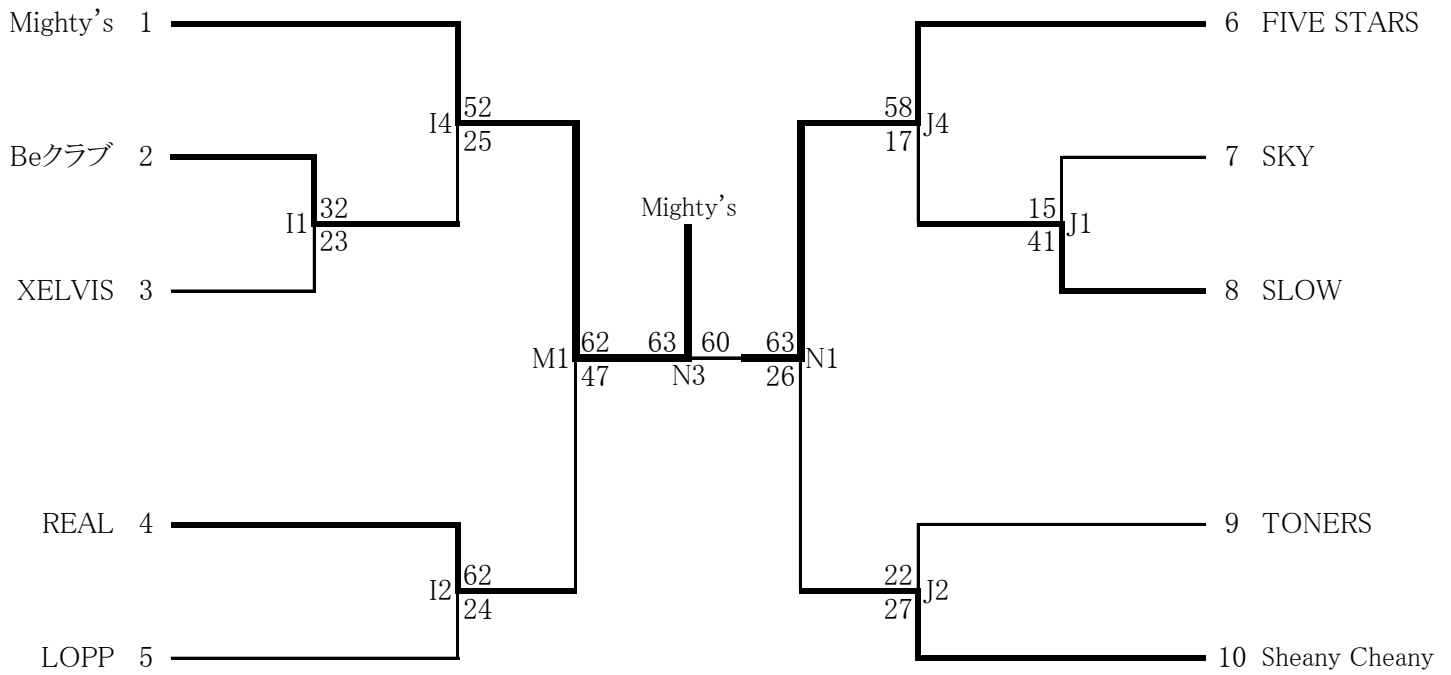 Mighty's 1
6 FIVE STARS
52
58
I4
J4
25
17
Beクラブ 2
7 SKY
Mighty's
32
15
I1
J1
23
41
XELVIS 3
8 SLOW
62 63 60 63
M1
N1
47 N3 26
REAL 4
9 TONERS
62
22
I2
J2
24
27
LOPP 5
10 Sheany Cheany